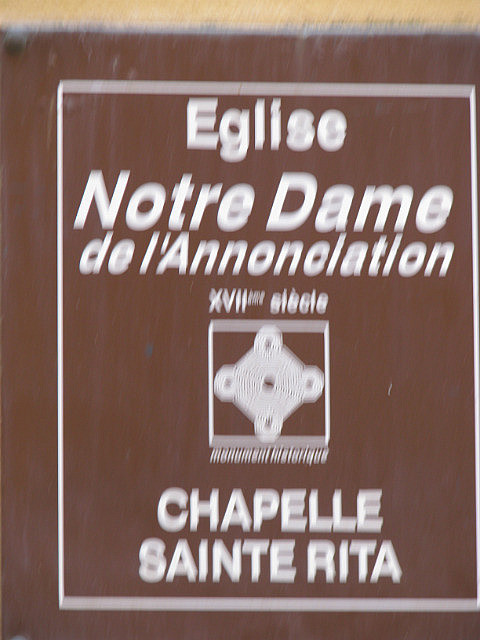 Eglise
Notre Dame
de l'Annonciation
XVIIème siècle
monument historique
CHAPELLE
SAINTE RITA